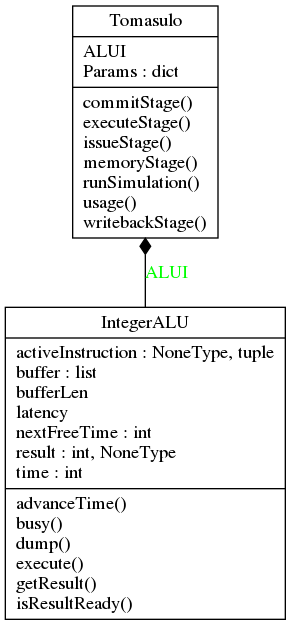 Tomasulo
ALUI
Params : dict
commitStage()
executeStage()
issueStage()
memoryStage()
runSimulation()
usage()
writebackStage()
ALUI
IntegerALU
activeInstruction : NoneType, tuple
buffer : list
bufferLen
latency
nextFreeTime : int
result : int, NoneType
time : int
advanceTime()
busy()
dump()
execute()
getResult()
isResultReady()